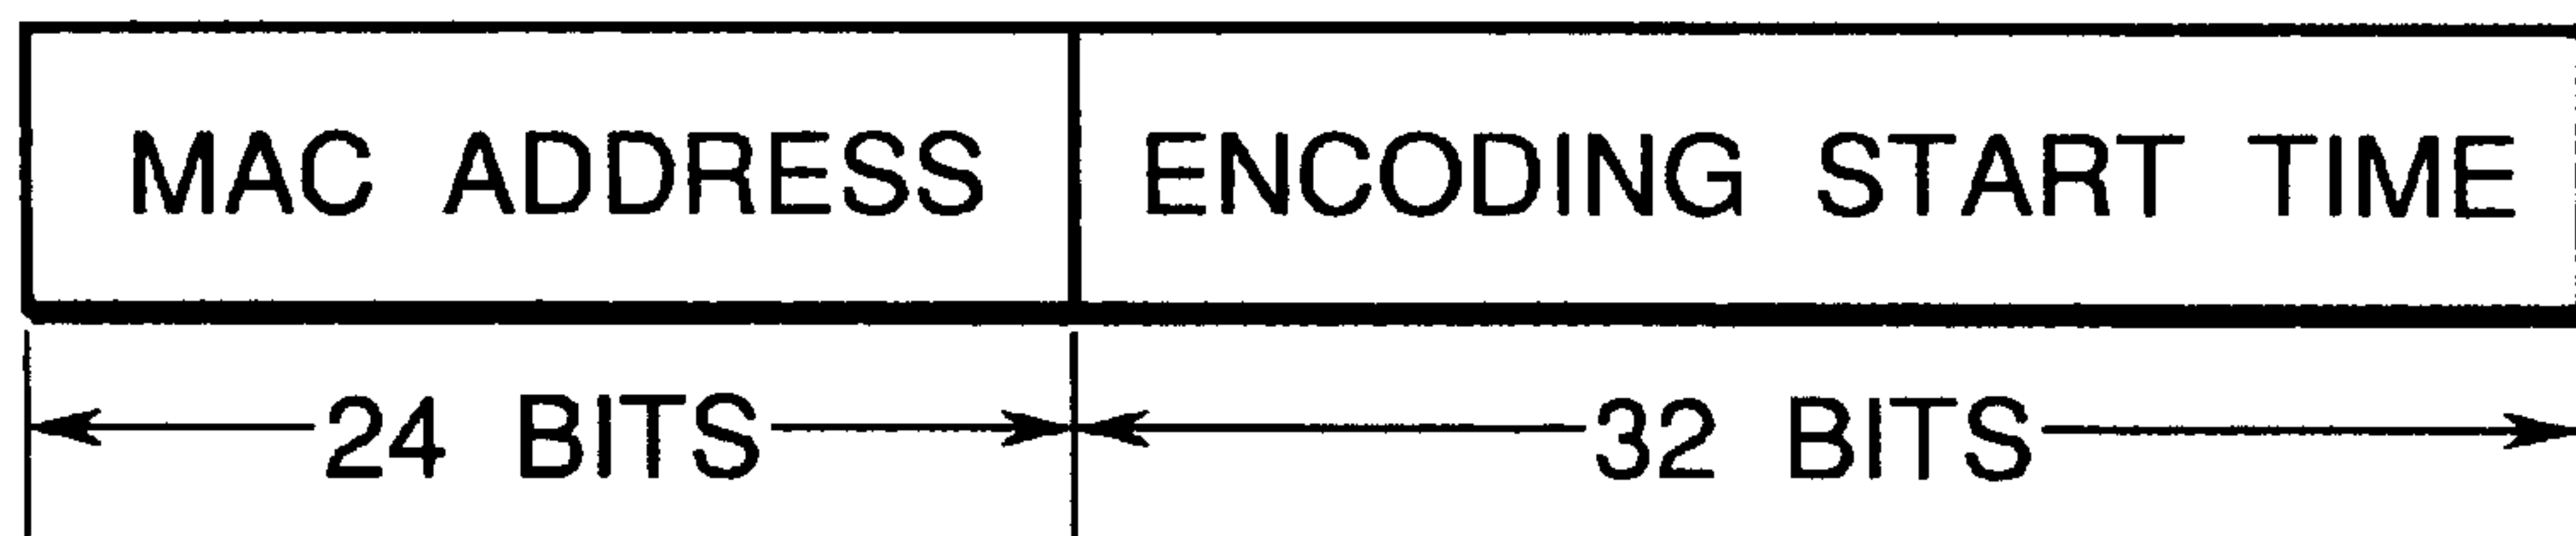 MAC ADDRESS ENCODING START TIME
24 BITS 32 BITS